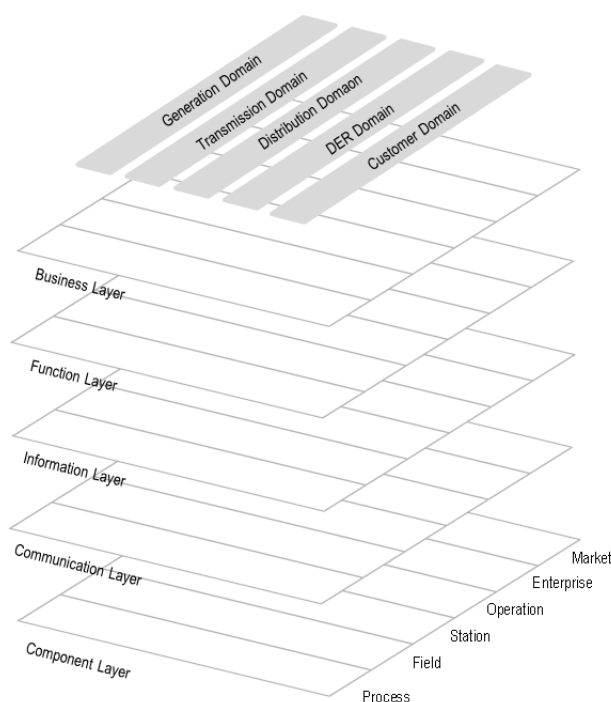 Generation Domain
Transmission Domain
Distribution Domaon
DER Domain
Customer Domain
Business Layer
Function Layer
Information Layer
Communication Layer
Component Layer
Market
Enterprise
Operation
Station
Field
Process